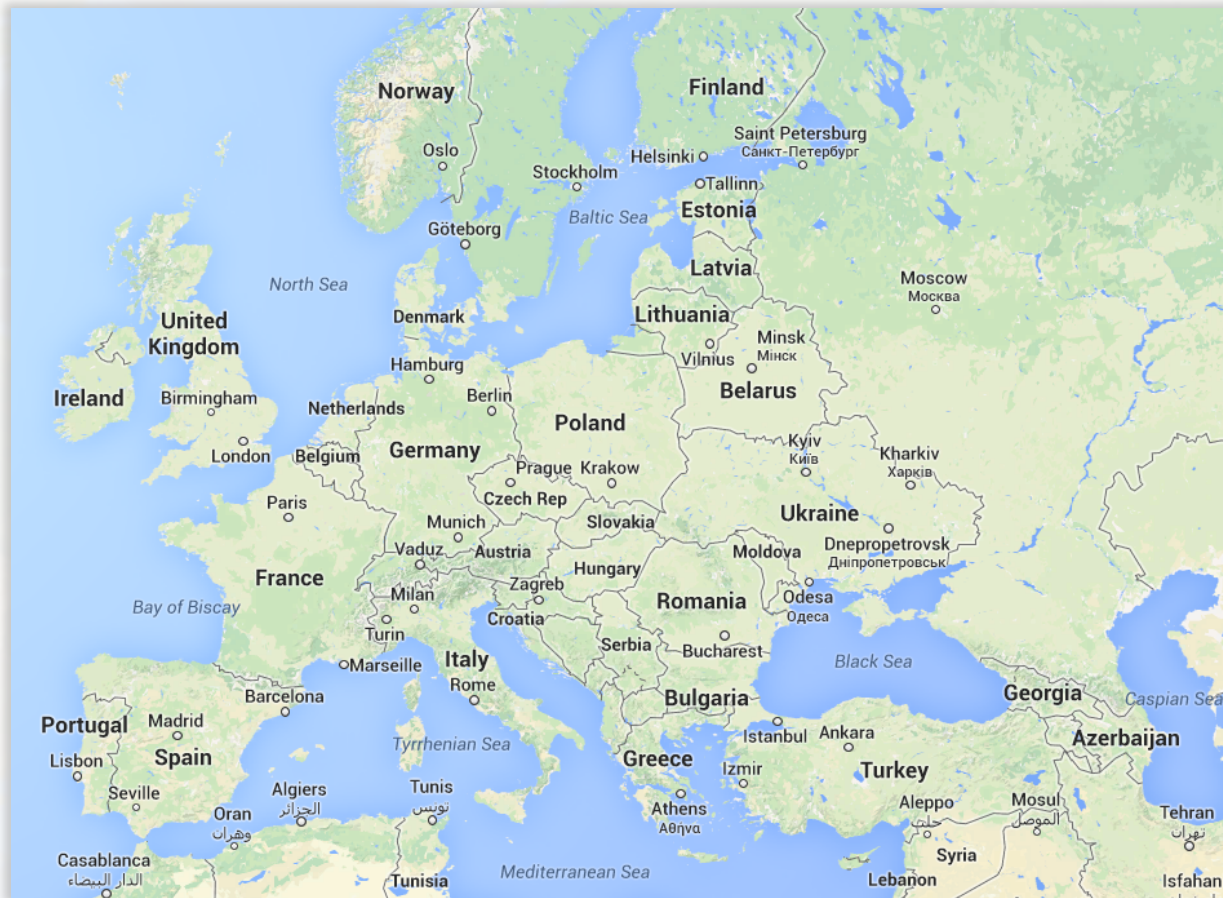 Norway
Finland
Saint Petersburg
Санкт-Петербург
Oslo
Helsinki
Stockholm
Tallinn
Estonia
Baltic Sea
Göteborg
Latvia
Moscow
Москва
North Sea
Denmark
Lithuania
United
Kingdom
Minsk
Мінск
Vilnius
Hamburg
Belarus
Ireland
Birmingham
Berlin
Netherlands
Poland
London
Belgium
Germany
Kyiv
Київ
Kharkiv
Харків
Prague
Krakow
Czech Rep
Paris
Ukraine
Slovakia
Munich
Dnepropetrovsk
Дніпропетровськ
Vaduz
Austria
Moldova
Hungary
France
Zagreb
Milan
Odesa
Одеса
Romania
Bay of Biscay
Croatia
Turin
Serbia
Bucharest
Marseille
Italy
Rome
Black Sea
Georgia
Caspian Sea
Barcelona
Bulgaria
Portugal
Madrid
Spain
Istanbul
Ankara
Azerbaijan
Tyrrhenian Sea
Lisbon
Greece
Izmir
Turkey
Seville
Algiers
الجزائر
Tunis
تونس
Oran
وهران
Athens
Αθήνα
Aleppo
حلب
Mosul
الموصل
Tehran
تهران
Casablanca
الدار البيضاء
Mediterranean Sea
Tunisia
Syria
Lebanon
Isfahan